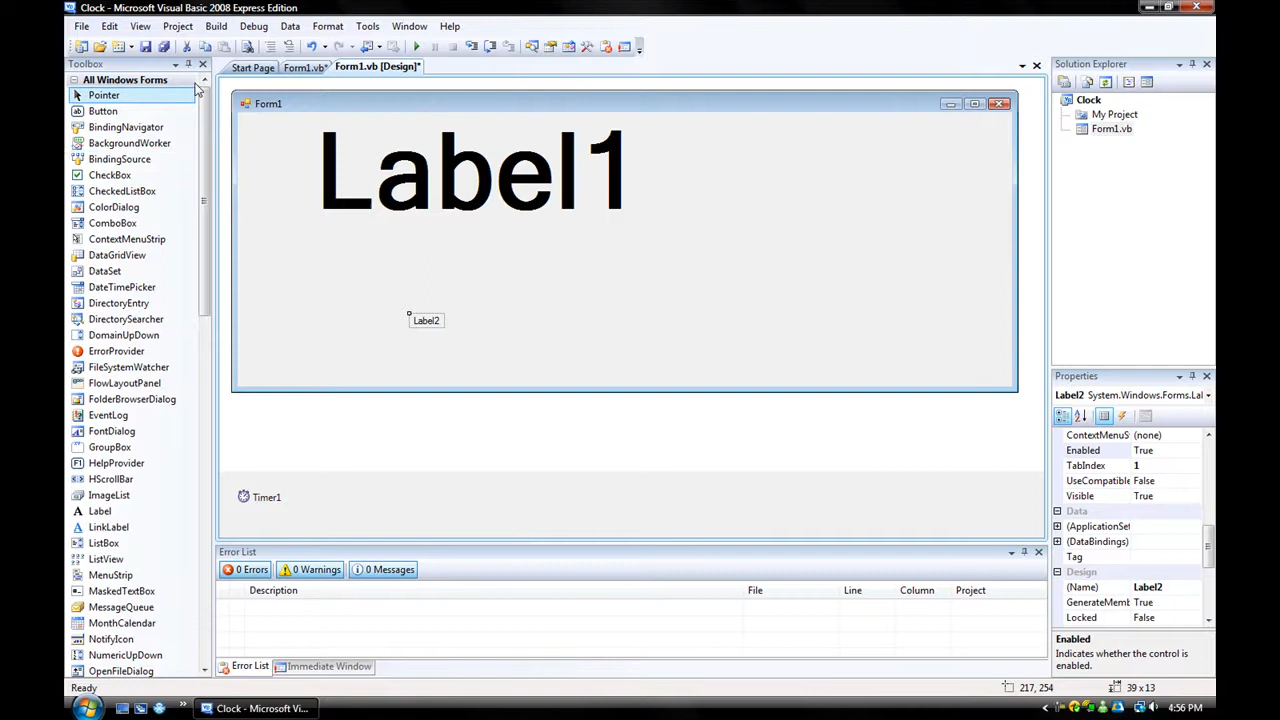 Clock - Microsoft Visual Basic 2008 Express Edition
File Edit View Project Build Debug Data Format Tools Window Help
Toolbox
All Windows Forms
Pointer
Button
BindingNavigator
BackgroundWorker
BindingSource
CheckBox
CheckedListBox
ColorDialog
ComboBox
ContextMenuStrip
DataGridView
DataSet
DateTimePicker
DirectoryEntry
DirectorySearcher
DomainUpDown
ErrorProvider
FileSystemWatcher
FlowLayoutPanel
FolderBrowserDialog
EventLog
FontDialog
GroupBox
HelpProvider
HScrollBar
ImageList
Label
LinkLabel
ListBox
ListView
MenuStrip
MaskedTextBox
MessageQueue
MonthCalendar
NotifyIcon
NumericUpDown
OpenFileDialog
Start Page Form1.vb* Form1.vb [Design]*
Form1
Label1
Label2
Timer1
Error List
0 Errors 0 Warnings 0 Messages
Description File Line Column Project
Error List Immediate Window
Solution Explorer
Clock
My Project
Form1.vb
Properties
Label2 System.Windows.Forms.Lal
ContextMenuS (none)
Enabled True
TabIndex 1
UseCompatible False
Visible True
Data
(ApplicationSet
(DataBindings)
Tag
Design
(Name) Label2
GenerateMemb True
Locked False
Enabled
Indicates whether the control is
enabled.
Ready 217, 254 39 x 13
Clock - Microsoft Vi... 4:56 PM